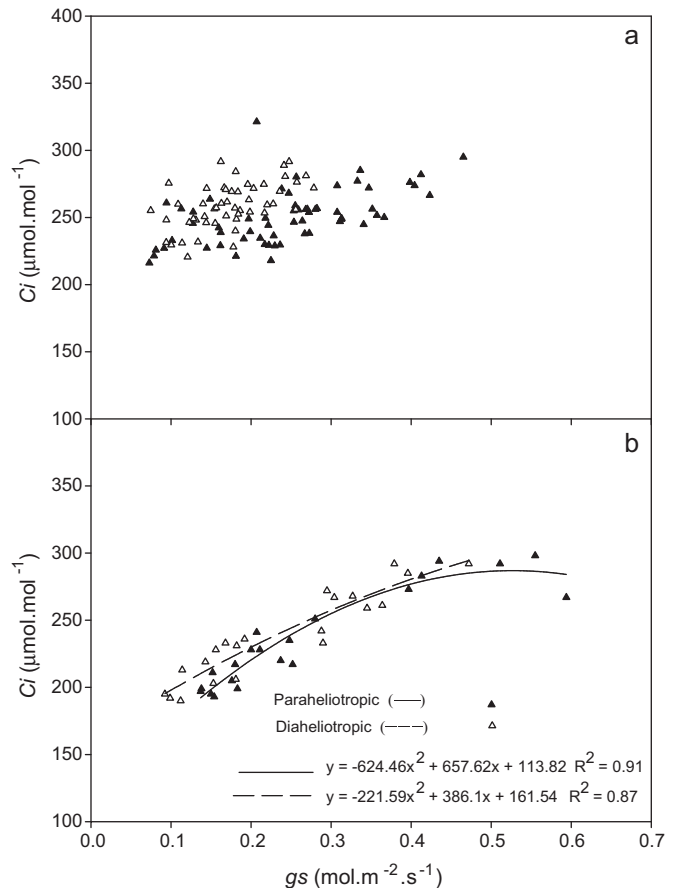 400
a
350
300
Ci (μmol.mol⁻¹)
250
200
150
100
b
350
300
Ci (μmol.mol⁻¹)
250
200
Paraheliotropic (——)
Diaheliotropic (– – –)
150
y = -624.46x² + 657.62x + 113.82 R² = 0.91
y = -221.59x² + 386.1x + 161.54 R² = 0.87
100
0.0 0.1 0.2 0.3 0.4 0.5 0.6 0.7
gs (mol.m⁻².s⁻¹)